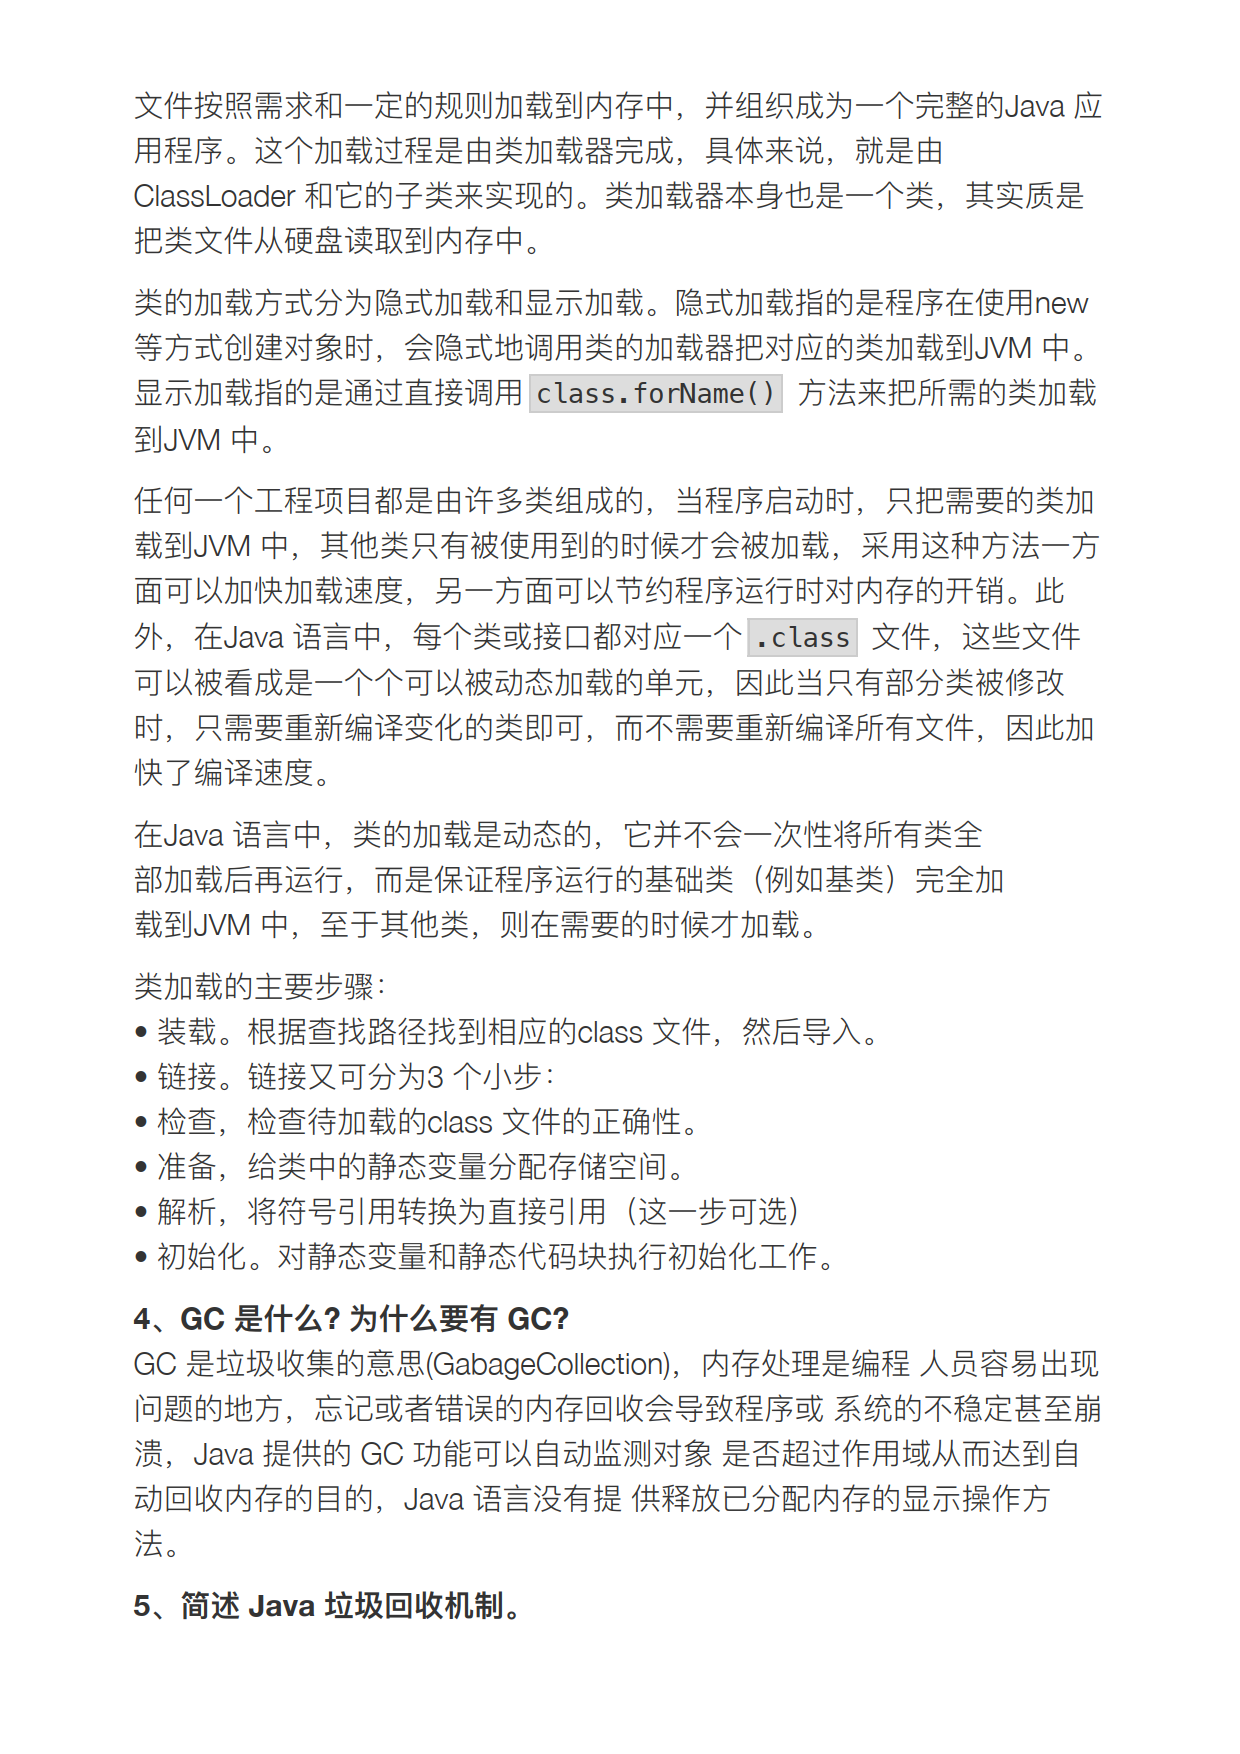 文件按照需求和一定的规则加载到内存中，并组织成为一个完整的Java 应
用程序。这个加载过程是由类加载器完成，具体来说，就是由
ClassLoader 和它的子类来实现的。类加载器本身也是一个类，其实质是
把类文件从硬盘读取到内存中。
类的加载方式分为隐式加载和显示加载。隐式加载指的是程序在使用new
等方式创建对象时，会隐式地调用类的加载器把对应的类加载到JVM 中。
显示加载指的是通过直接调用 class.forName() 方法来把所需的类加载
到JVM 中。
任何一个工程项目都是由许多类组成的，当程序启动时，只把需要的类加
载到JVM 中，其他类只有被使用到的时候才会被加载，采用这种方法一方
面可以加快加载速度，另一方面可以节约程序运行时对内存的开销。此
外，在Java 语言中，每个类或接口都对应一个 .class 文件，这些文件
可以被看成是一个个可以被动态加载的单元，因此当只有部分类被修改
时，只需要重新编译变化的类即可，而不需要重新编译所有文件，因此加
快了编译速度。
在Java 语言中，类的加载是动态的，它并不会一次性将所有类全
部加载后再运行，而是保证程序运行的基础类（例如基类）完全加
载到JVM 中，至于其他类，则在需要的时候才加载。
类加载的主要步骤：
• 装载。根据查找路径找到相应的class 文件，然后导入。
• 链接。链接又可分为3 个小步：
• 检查，检查待加载的class 文件的正确性。
• 准备，给类中的静态变量分配存储空间。
• 解析，将符号引用转换为直接引用（这一步可选）
• 初始化。对静态变量和静态代码块执行初始化工作。
4、GC 是什么? 为什么要有 GC?
GC 是垃圾收集的意思(GabageCollection)，内存处理是编程 人员容易出现
问题的地方，忘记或者错误的内存回收会导致程序或 系统的不稳定甚至崩
溃，Java 提供的 GC 功能可以自动监测对象 是否超过作用域从而达到自
动回收内存的目的，Java 语言没有提 供释放已分配内存的显示操作方
法。
5、简述 Java 垃圾回收机制。